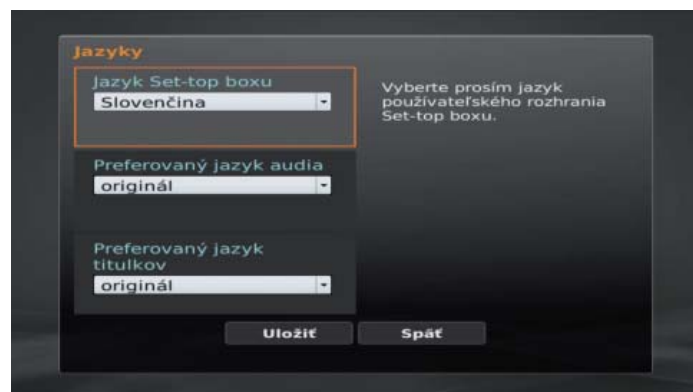 Jazyky
Jazyk Set-top boxu
Slovenčina
Vyberte prosím jazyk
používateľského rozhrania
Set-top boxu.
Preferovaný jazyk audia
originál
Preferovaný jazyk
titulkov
originál
Uložiť
Späť